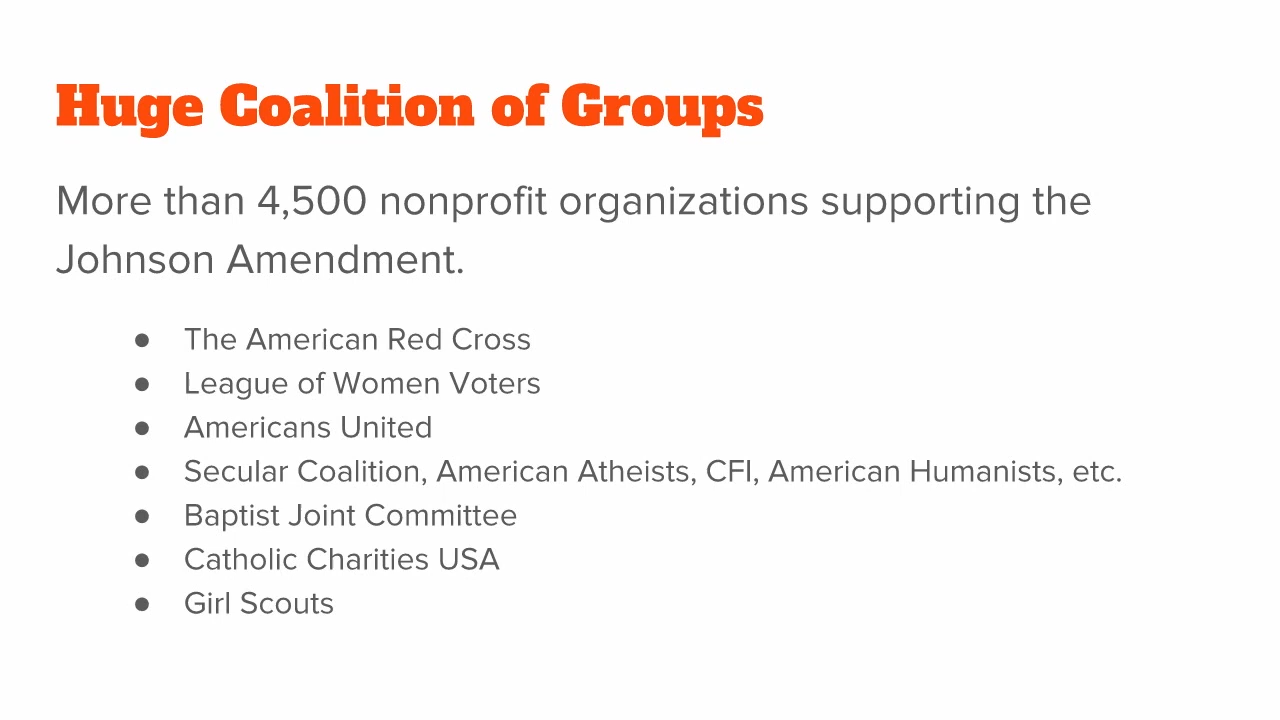 Huge Coalition of Groups
More than 4,500 nonprofit organizations supporting the
Johnson Amendment.
● The American Red Cross
● League of Women Voters
● Americans United
● Secular Coalition, American Atheists, CFI, American Humanists, etc.
● Baptist Joint Committee
● Catholic Charities USA
● Girl Scouts